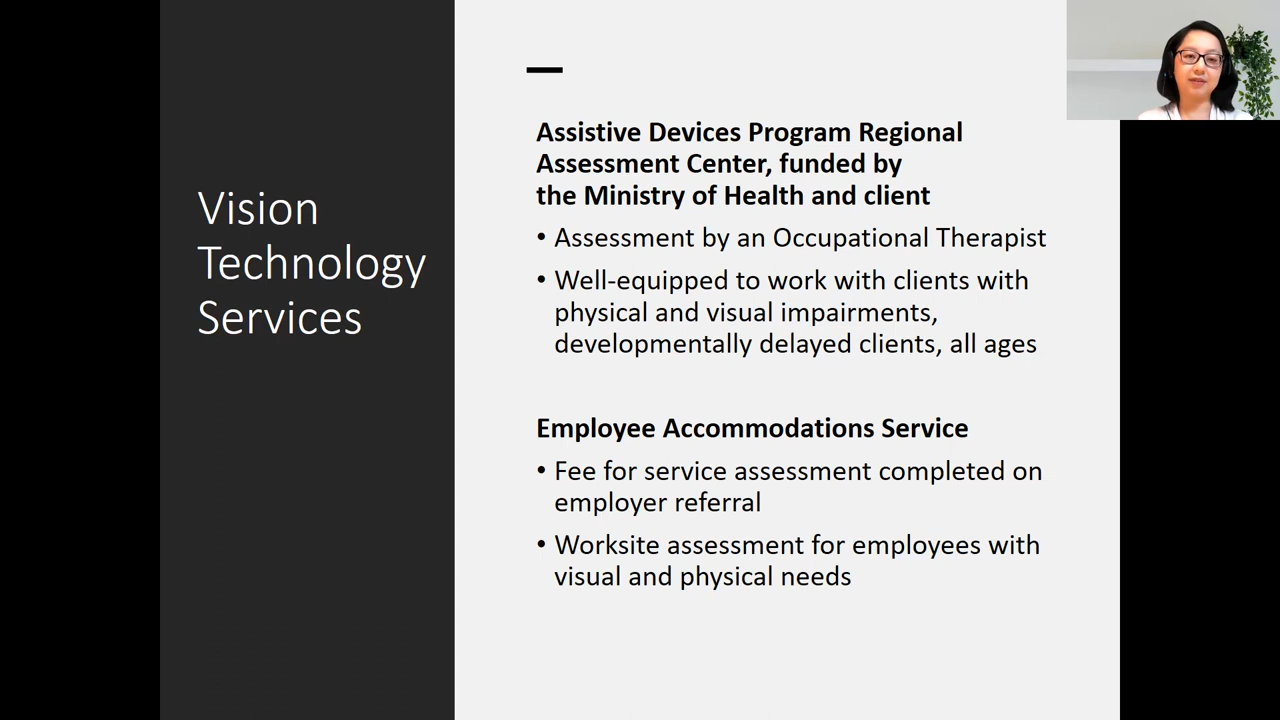 Vision
Technology
Services
Assistive Devices Program Regional
Assessment Center, funded by
the Ministry of Health and client
• Assessment by an Occupational Therapist
• Well-equipped to work with clients with
physical and visual impairments,
developmentally delayed clients, all ages
Employee Accommodations Service
• Fee for service assessment completed on
employer referral
• Worksite assessment for employees with
visual and physical needs